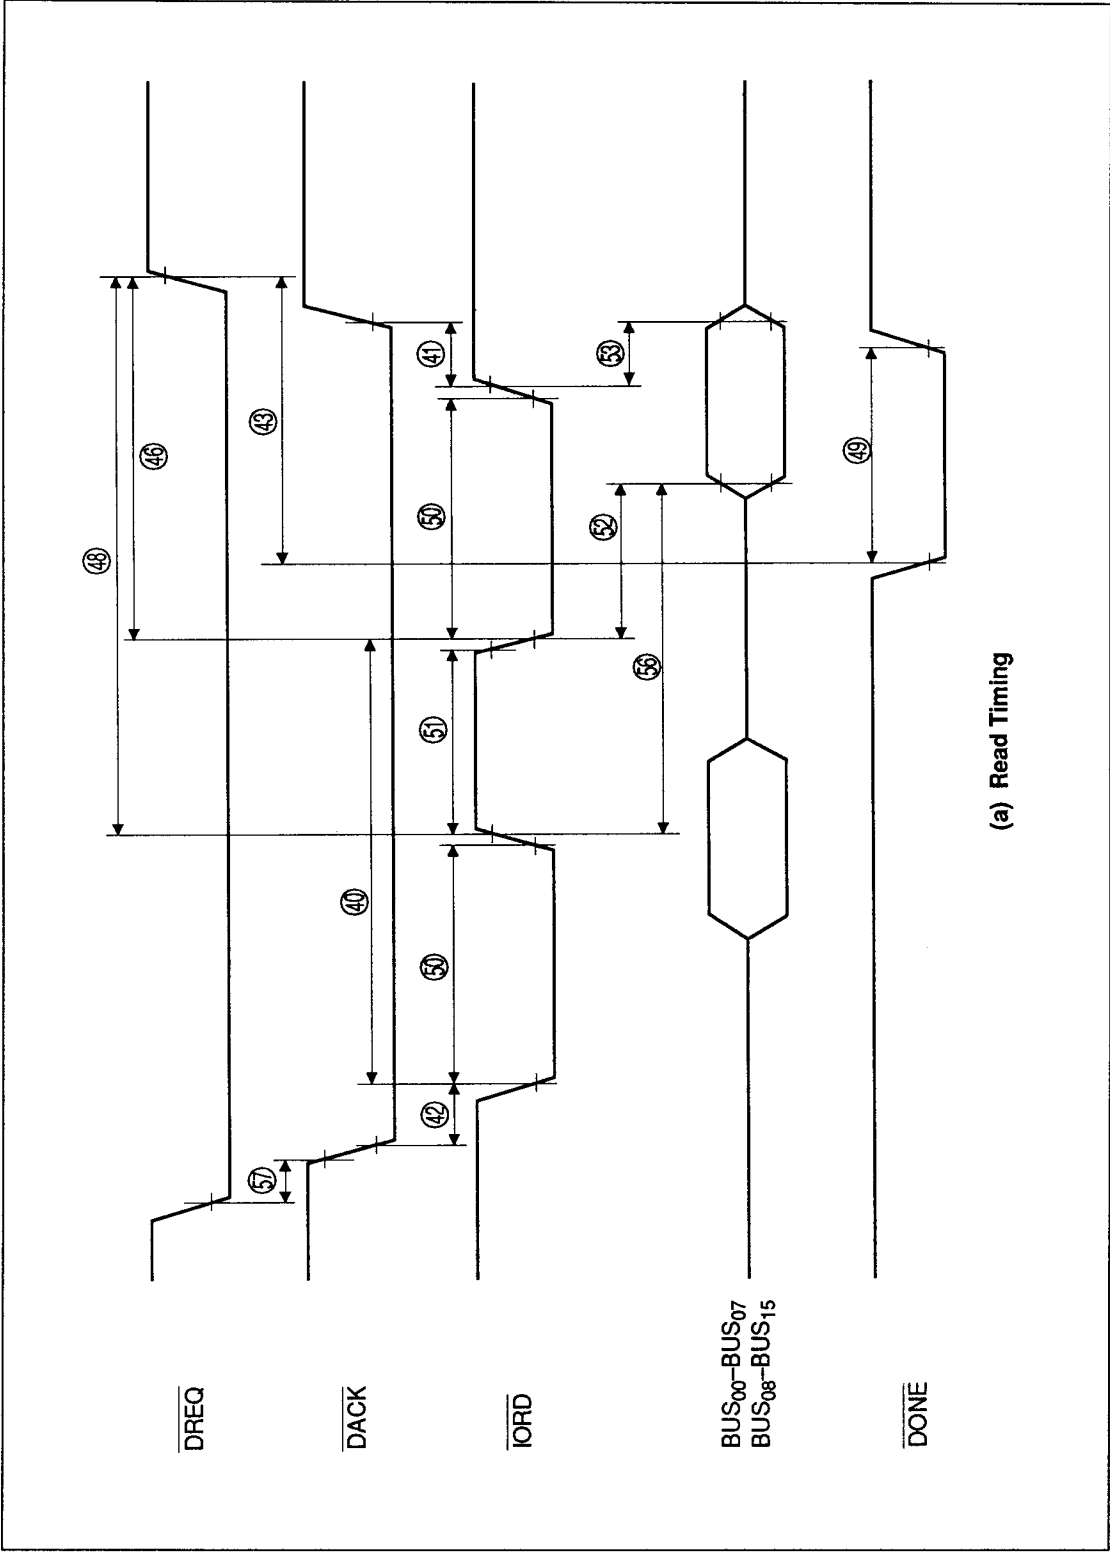 DREQ
57
48
46
43
DACK
42
40
41
IORD
50
51
50
52
53
56
BUS00–BUS07
BUS08–BUS15
DONE
49
(a) Read Timing